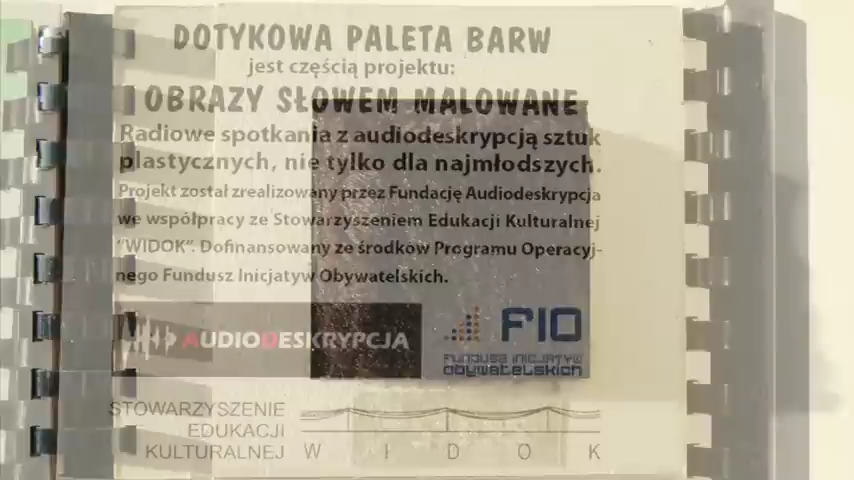 DOTYKOWA PALETA BARW
jest częścią projektu:
OBRAZY SŁOWEM MALOWANE
Radiowe spotkania z audiodeskrypcją sztuk
plastycznych, nie tylko dla najmłodszych.
Projekt został zrealizowany przez Fundację Audiodeskrypcja
we współpracy ze Stowarzyszeniem Edukacji Kulturalnej
"WIDOK". Dofinansowany ze środków Programu Operacyj-
nego Fundusz Inicjatyw Obywatelskich.
AUDIODESKRYPCJA
FIO
FUNDUSZ INICJATYW
obywatelskich
STOWARZYSZENIE
EDUKACJI
KULTURALNEJ W I D O K